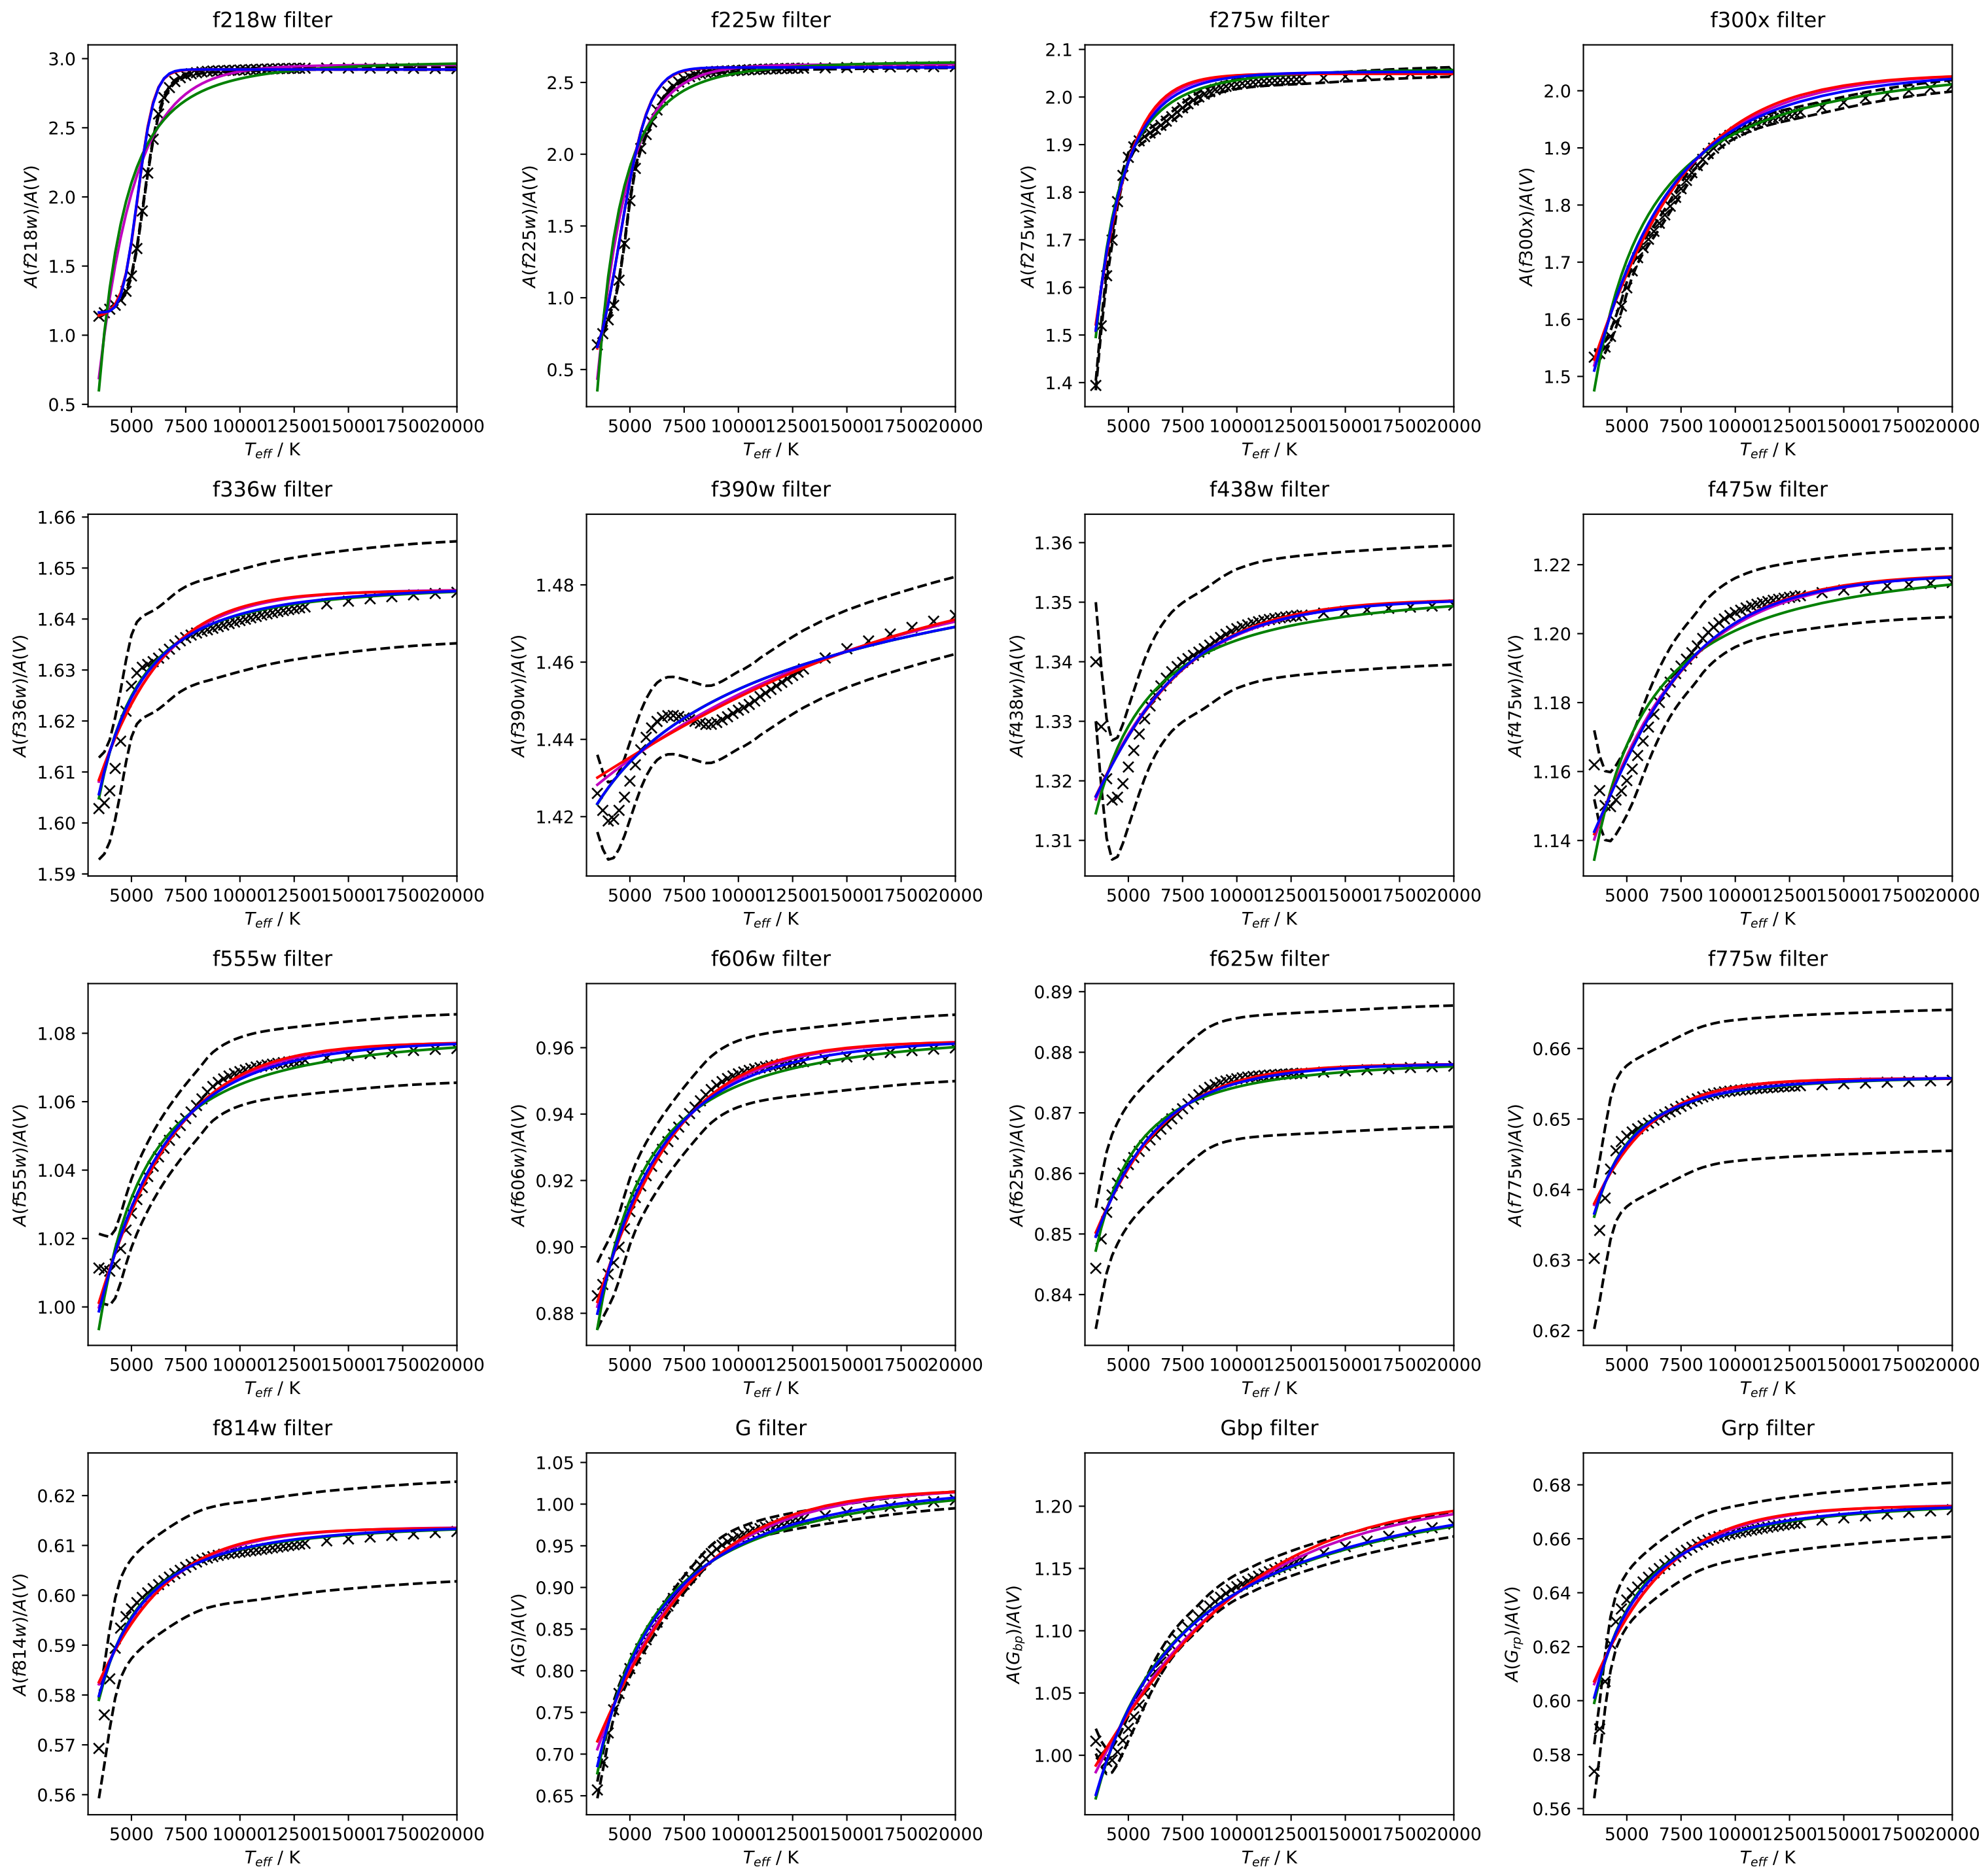 f218w filter
f225w filter
f275w filter
f300x filter
A(f218w)/A(V)
3.0
2.5
2.0
1.5
1.0
0.5
5000 7500 10000 12500 15000 17500 20000
T_eff / K
A(f225w)/A(V)
2.5
2.0
1.5
1.0
0.5
5000 7500 10000 12500 15000 17500 20000
T_eff / K
A(f275w)/A(V)
2.1
2.0
1.9
1.8
1.7
1.6
1.5
1.4
5000 7500 10000 12500 15000 17500 20000
T_eff / K
A(f300x)/A(V)
2.0
1.9
1.8
1.7
1.6
1.5
5000 7500 10000 12500 15000 17500 20000
T_eff / K
f336w filter
f390w filter
f438w filter
f475w filter
A(f336w)/A(V)
1.66
1.65
1.64
1.63
1.62
1.61
1.60
1.59
5000 7500 10000 12500 15000 17500 20000
T_eff / K
A(f390w)/A(V)
1.48
1.46
1.44
1.42
5000 7500 10000 12500 15000 17500 20000
T_eff / K
A(f438w)/A(V)
1.36
1.35
1.34
1.33
1.32
1.31
5000 7500 10000 12500 15000 17500 20000
T_eff / K
A(f475w)/A(V)
1.22
1.20
1.18
1.16
1.14
5000 7500 10000 12500 15000 17500 20000
T_eff / K
f555w filter
f606w filter
f625w filter
f775w filter
A(f555w)/A(V)
1.08
1.06
1.04
1.02
1.00
5000 7500 10000 12500 15000 17500 20000
T_eff / K
A(f606w)/A(V)
0.96
0.94
0.92
0.90
0.88
5000 7500 10000 12500 15000 17500 20000
T_eff / K
A(f625w)/A(V)
0.89
0.88
0.87
0.86
0.85
0.84
5000 7500 10000 12500 15000 17500 20000
T_eff / K
A(f775w)/A(V)
0.66
0.65
0.64
0.63
0.62
5000 7500 10000 12500 15000 17500 20000
T_eff / K
f814w filter
G filter
Gbp filter
Grp filter
A(f814w)/A(V)
0.62
0.61
0.60
0.59
0.58
0.57
0.56
5000 7500 10000 12500 15000 17500 20000
T_eff / K
A(G)/A(V)
1.05
1.00
0.95
0.90
0.85
0.80
0.75
0.70
0.65
5000 7500 10000 12500 15000 17500 20000
T_eff / K
A(G_bp)/A(V)
1.20
1.15
1.10
1.05
1.00
5000 7500 10000 12500 15000 17500 20000
T_eff / K
A(G_rp)/A(V)
0.68
0.66
0.64
0.62
0.60
0.58
0.56
5000 7500 10000 12500 15000 17500 20000
T_eff / K